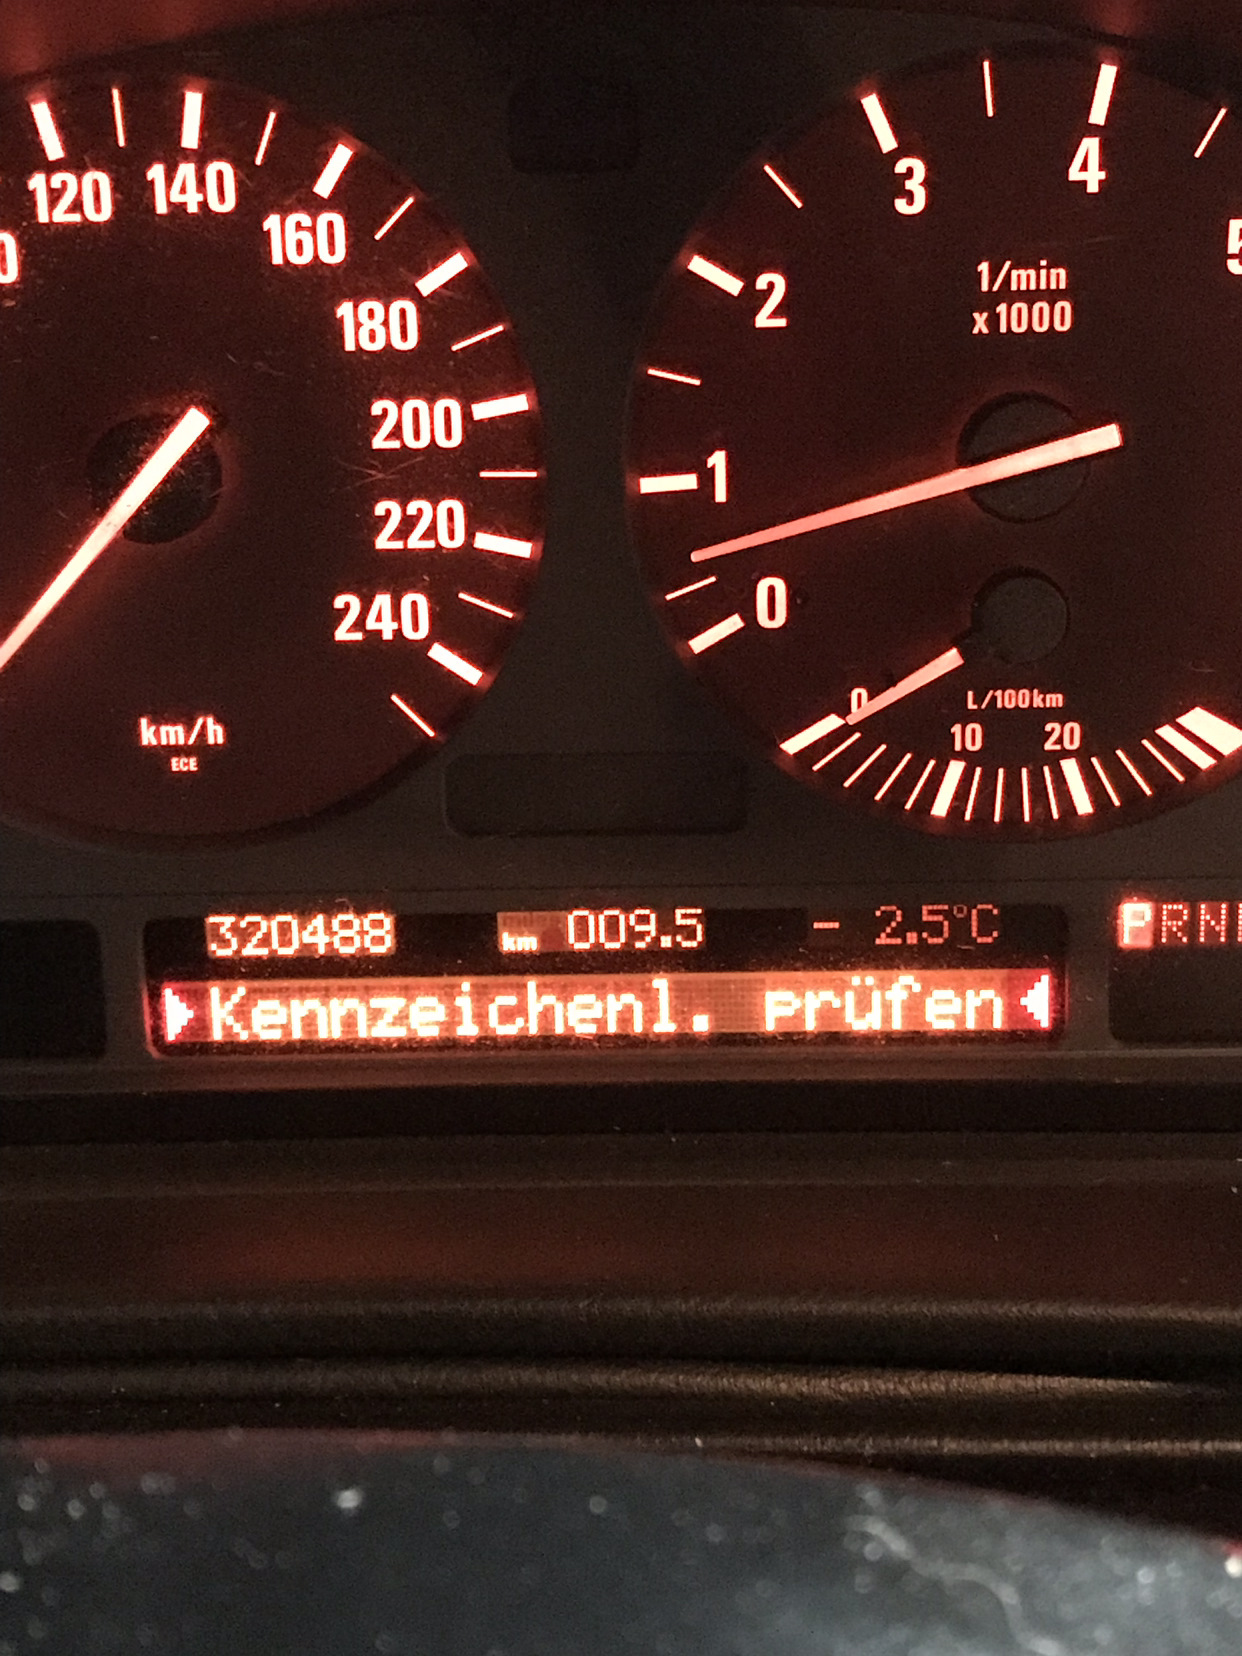 120 140
160
180
200
220
240
km/h
ECE
3 4
2
1
0
1/min
x1000
L/100km
0 10 20
320488 km 009.5 - 2.5°C
PRN
Kennzeichenl. prüfen